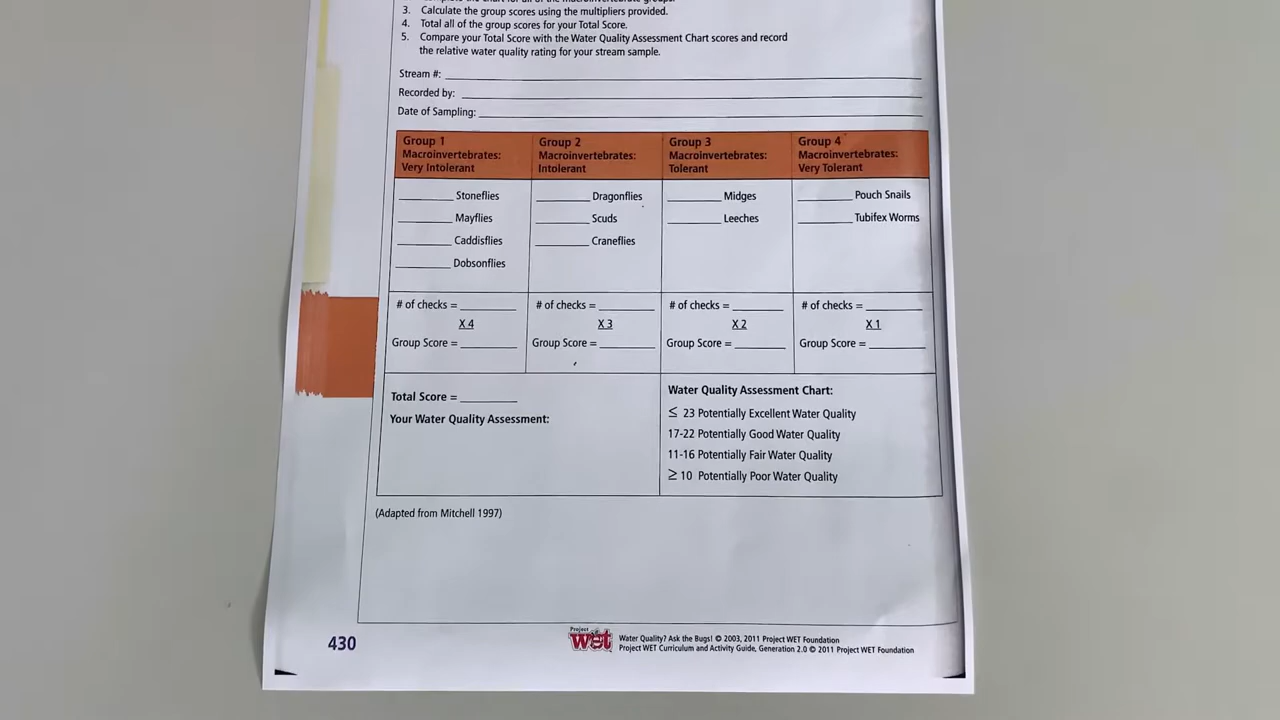 3. Calculate the group scores using the multipliers provided.
4. Total all of the group scores for your Total Score.
5. Compare your Total Score with the Water Quality Assessment Chart scores and record
the relative water quality rating for your stream sample.
Stream #:
Recorded by:
Date of Sampling:
Group 1
Macroinvertebrates:
Very Intolerant
Group 2
Macroinvertebrates:
Intolerant
Group 3
Macroinvertebrates:
Tolerant
Group 4
Macroinvertebrates:
Very Tolerant
Stoneflies
Mayflies
Caddisflies
Dobsonflies
Dragonflies
Scuds
Craneflies
Midges
Leeches
Pouch Snails
Tubifex Worms
# of checks =
X 4
Group Score =
# of checks =
X 3
Group Score =
# of checks =
X 2
Group Score =
# of checks =
X 1
Group Score =
Total Score =
Your Water Quality Assessment:
Water Quality Assessment Chart:
≤ 23 Potentially Excellent Water Quality
17-22 Potentially Good Water Quality
11-16 Potentially Fair Water Quality
≥ 10 Potentially Poor Water Quality
(Adapted from Mitchell 1997)
430
Project
WET
Water Quality? Ask the Bugs! © 2003, 2011 Project WET Foundation
Project WET Curriculum and Activity Guide, Generation 2.0 © 2011 Project WET Foundation